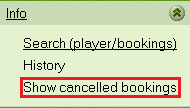 Info
Search (player/bookings)
History
Show cancelled bookings